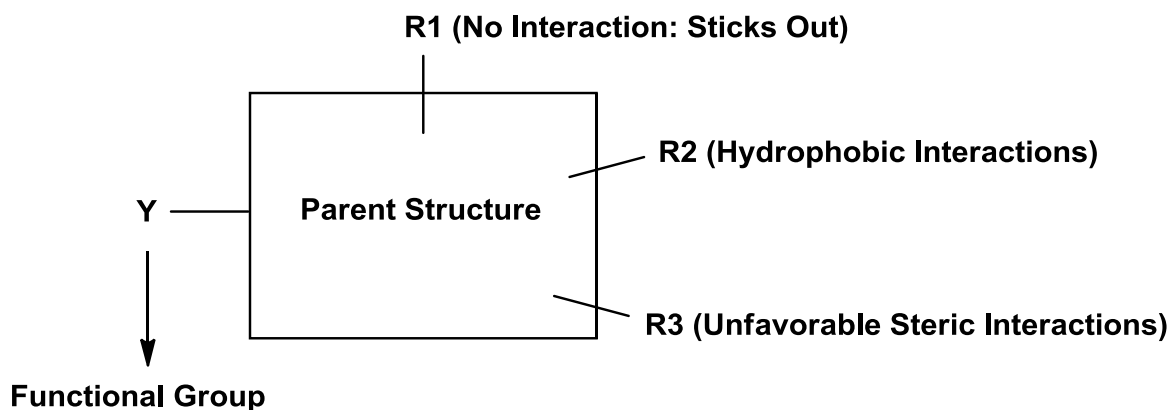 R1 (No Interaction: Sticks Out)
R2 (Hydrophobic Interactions)
Y
Parent Structure
R3 (Unfavorable Steric Interactions)
Functional Group